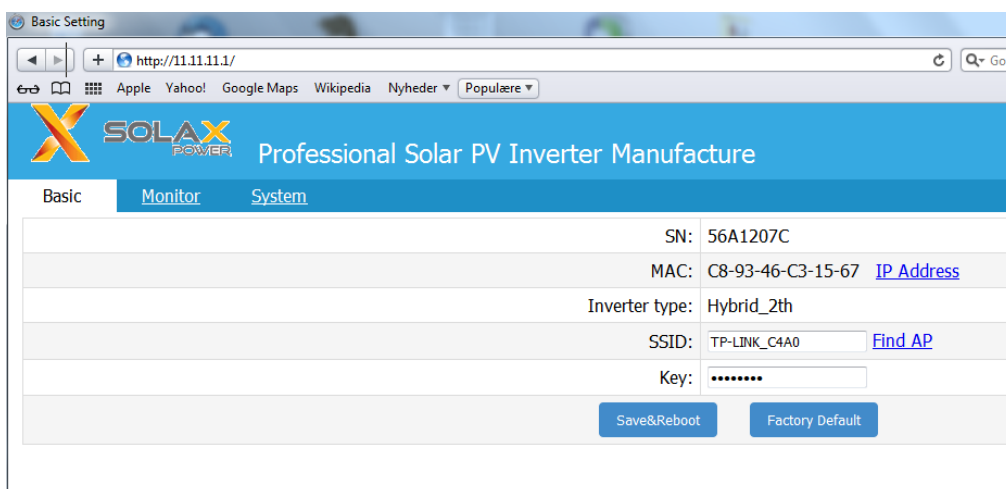 Basic Setting
http://11.11.11.1/
Apple Yahoo! Google Maps Wikipedia Nyheder Populære
SOLAX
POWER
Professional Solar PV Inverter Manufacture
Basic Monitor System
SN: 56A1207C
MAC: C8-93-46-C3-15-67 IP Address
Inverter type: Hybrid_2th
SSID: TP-LINK_C4A0 Find AP
Key: ••••••••
Save&Reboot Factory Default